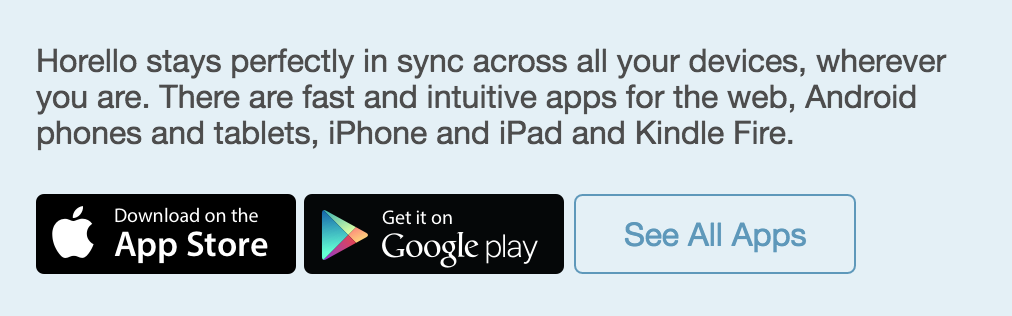 Horello stays perfectly in sync across all your devices, wherever
you are. There are fast and intuitive apps for the web, Android
phones and tablets, iPhone and iPad and Kindle Fire.
Download on the
App Store
Get it on
Google play
See All Apps